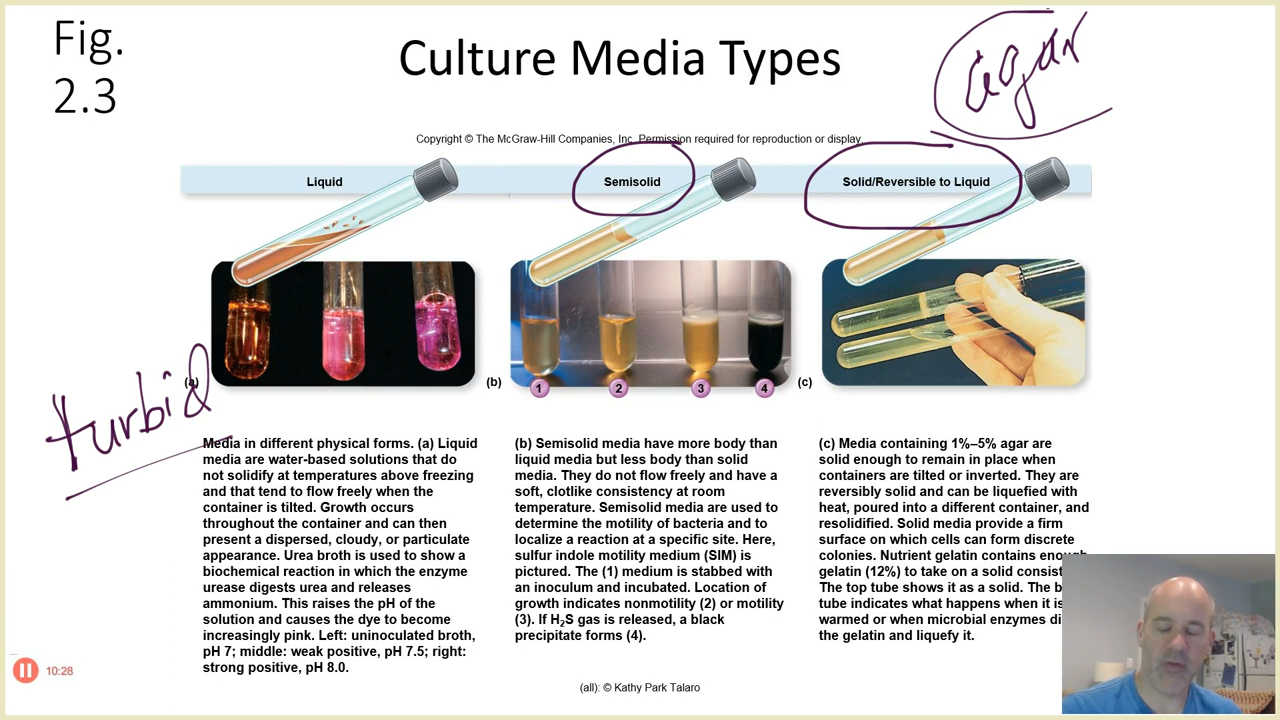 Fig.
2.3
Culture Media Types
agar
Copyright © The McGraw-Hill Companies, Inc. Permission required for reproduction or display.
Liquid
Semisolid
Solid/Reversible to Liquid
turbid
(a)
(b)
1
2
3
4
(c)
Media in different physical forms. (a) Liquid
media are water-based solutions that do
not solidify at temperatures above freezing
and that tend to flow freely when the
container is tilted. Growth occurs
throughout the container and can then
present a dispersed, cloudy, or particulate
appearance. Urea broth is used to show a
biochemical reaction in which the enzyme
urease digests urea and releases
ammonium. This raises the pH of the
solution and causes the dye to become
increasingly pink. Left: uninoculated broth,
pH 7; middle: weak positive, pH 7.5; right:
strong positive, pH 8.0.
(b) Semisolid media have more body than
liquid media but less body than solid
media. They do not flow freely and have a
soft, clotlike consistency at room
temperature. Semisolid media are used to
determine the motility of bacteria and to
localize a reaction at a specific site. Here,
sulfur indole motility medium (SIM) is
pictured. The (1) medium is stabbed with
an inoculum and incubated. Location of
growth indicates nonmotility (2) or motility
(3). If H₂S gas is released, a black
precipitate forms (4).
(c) Media containing 1%–5% agar are
solid enough to remain in place when
containers are tilted or inverted. They are
reversibly solid and can be liquefied with
heat, poured into a different container, and
resolidified. Solid media provide a firm
surface on which cells can form discrete
colonies. Nutrient gelatin contains enough
gelatin (12%) to take on a solid
The top tube shows it as a solid. The
tube indicates what happens when it is
warmed or when microbial enzymes
the gelatin and liquefy it.
(all): © Kathy Park Talaro
10:28